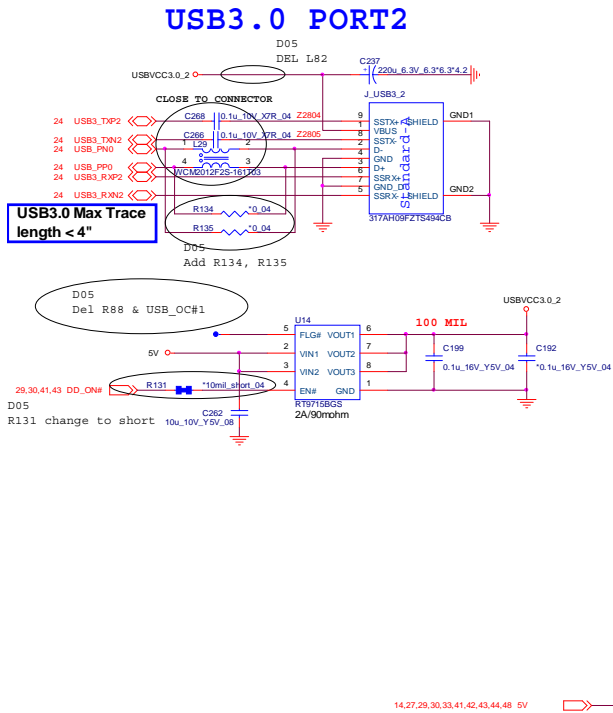 USB3.0 PORT2
D05
DEL L82
USBVCC3.0_2
C237
+
220u_6.3V_6.3*6.3*4.2
CLOSE TO CONNECTOR
J_USB3_2
24 USB3_TXP2 C268 0.1u_10V_X7R_04 Z2804 9 SSTX+ SHIELD GND1
1 VBUS
24 USB3_TXN2 C266 0.1u_10V_X7R_04 Z2805 8 SSTX-
24 USB_PN0 1 L29 2 2 D-
4 GND
24 USB_PP0 4 3 3 D+
24 USB3_RXP2 WCM2012F2S-161T03 6 SSRX+
7 GND_D
24 USB3_RXN2 5 SSRX- SHIELD GND2
Standard-A
317AH09FZTS494CB
USB3.0 Max Trace
length < 4"
R134 *0_04
R135 *0_04
D05
Add R134, R135
D05
Del R88 & USB_OC#1
USBVCC3.0_2
U14
5 FLG# VOUT1 6
100 MIL
5V 2 VIN1 VOUT2 7
C199 C192
3 VIN2 VOUT3 8
0.1u_16V_Y5V_04 *0.1u_16V_Y5V_04
29,30,41,43 DD_ON# R131 *10mil_short_04 4 EN# GND 1
RT9715BGS
2A/90mohm
D05
R131 change to short
C262
10u_10V_Y5V_08
14,27,29,30,33,41,42,43,44,48 5V